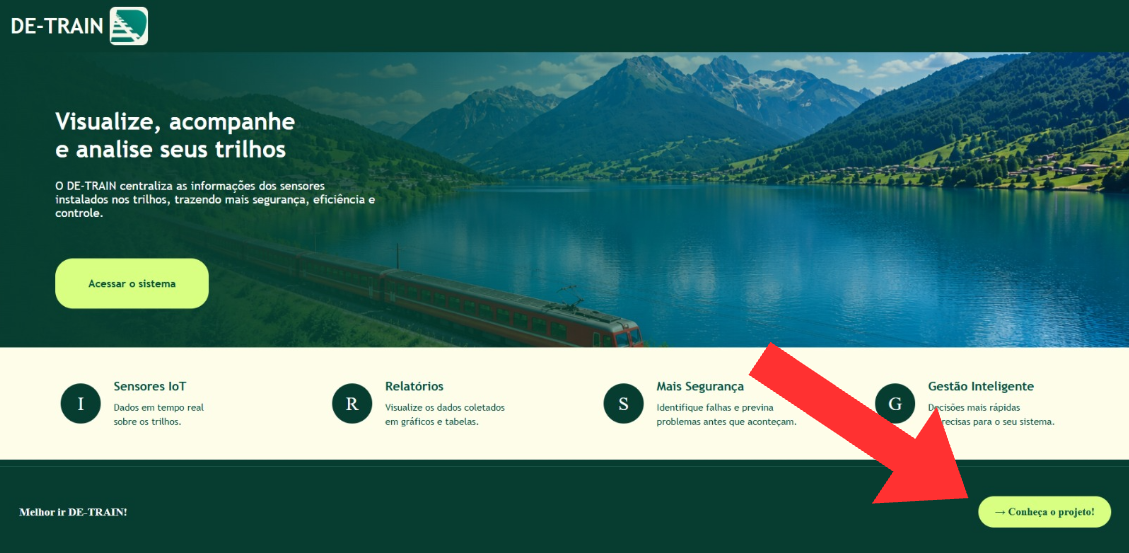 DE-TRAIN
Visualize, acompanhe
e analise seus trilhos
O DE-TRAIN centraliza as informações dos sensores
instalados nos trilhos, trazendo mais segurança, eficiência e
controle.
Acessar o sistema
I
Sensores IoT
Dados em tempo real
sobre os trilhos.
R
Relatórios
Visualize os dados coletados
em gráficos e tabelas.
S
Mais Segurança
Identifique falhas e previna
problemas antes que aconteçam.
G
Gestão Inteligente
Decisões mais rápidas
precisas para o seu sistema.
Melhor ir DE-TRAIN!
→ Conheça o projeto!